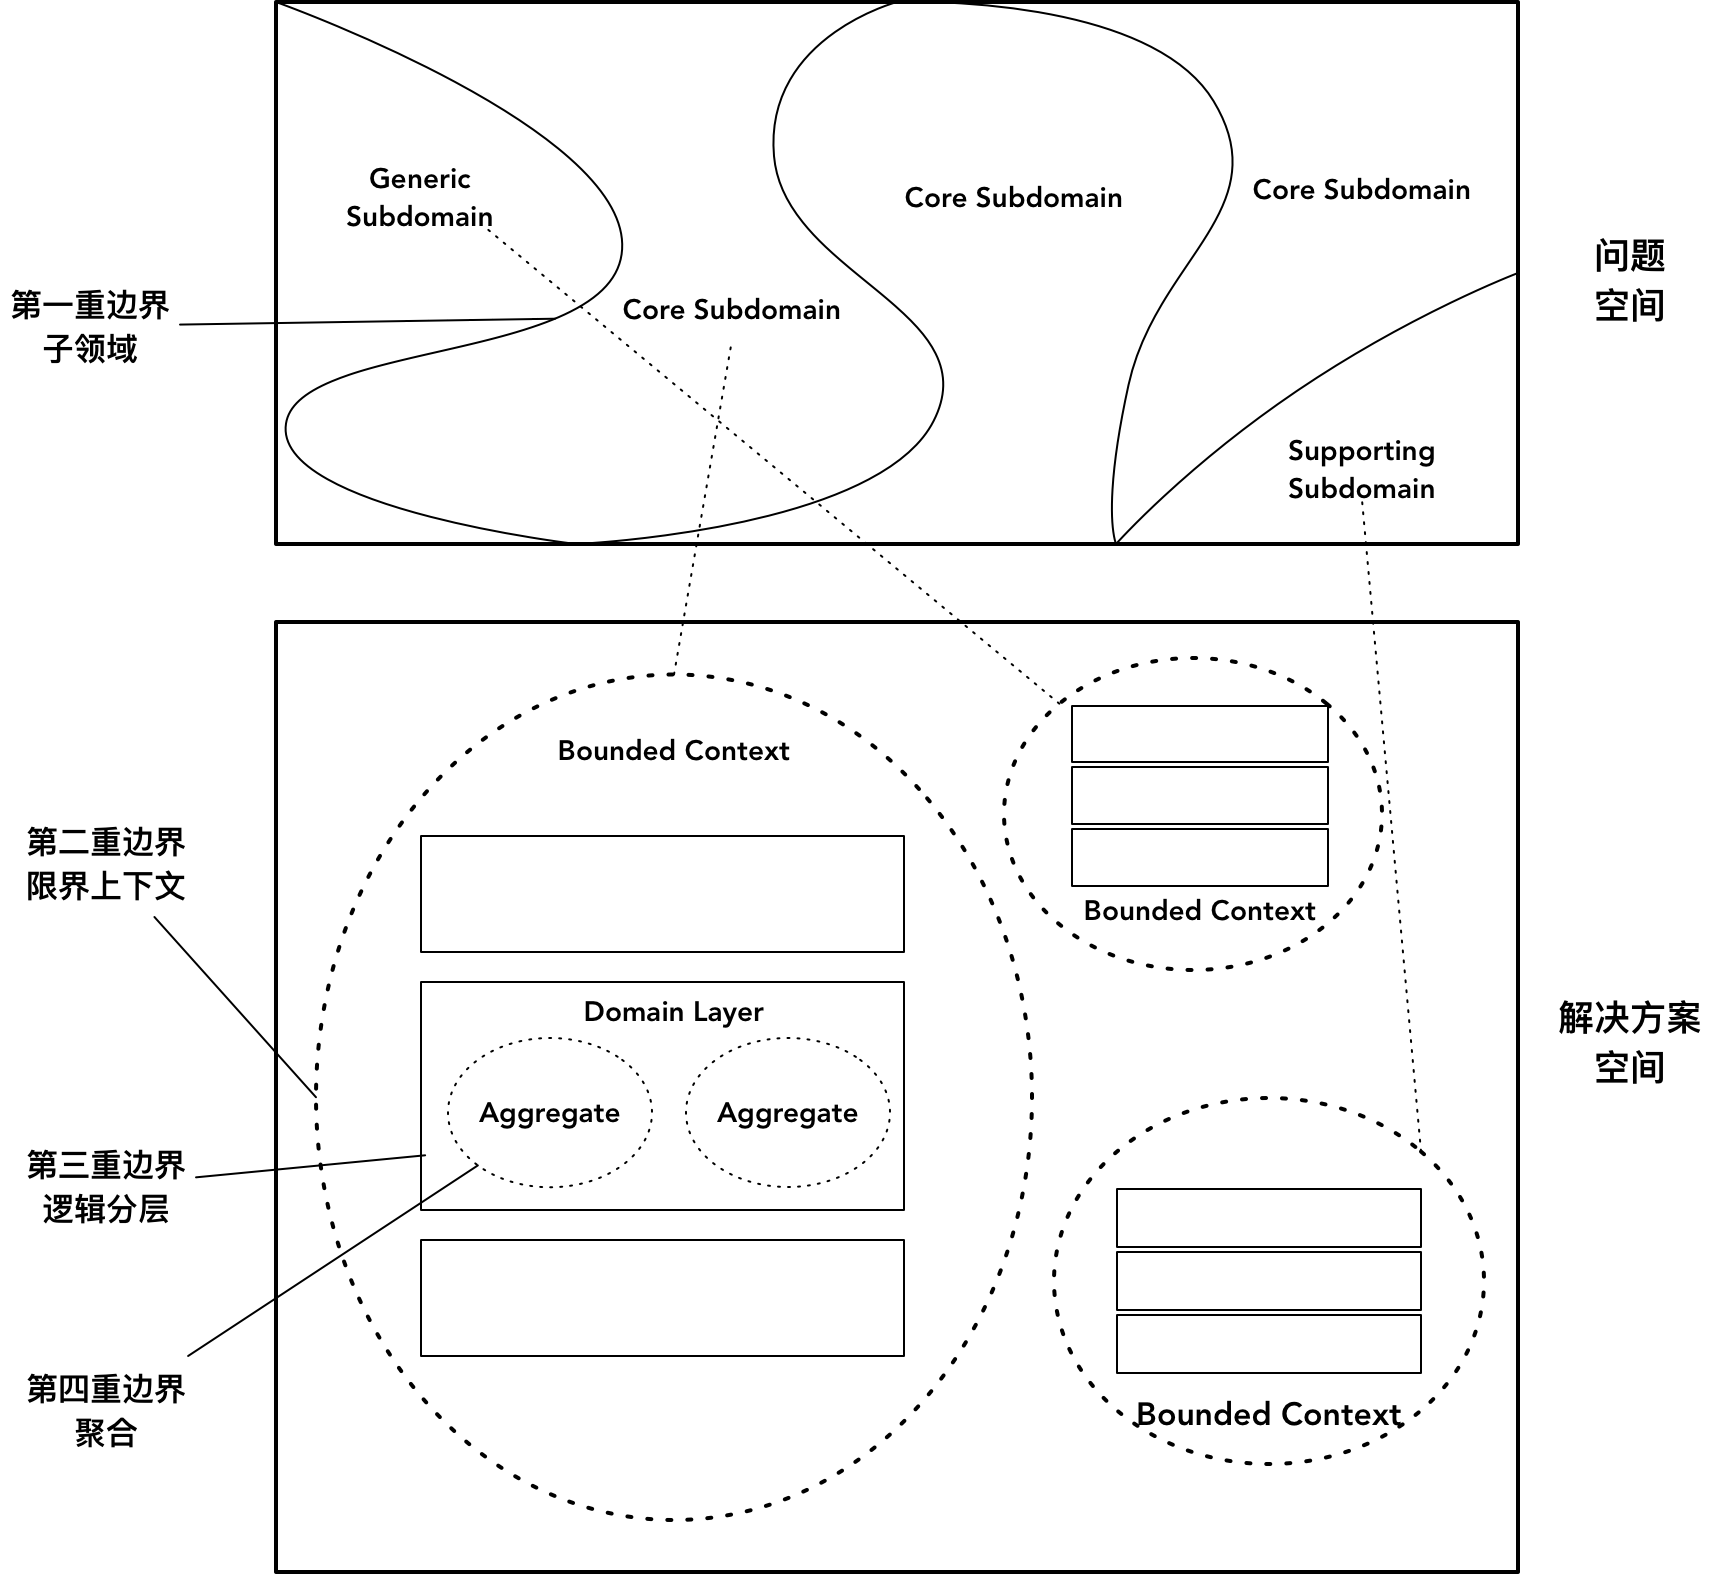 Generic
Subdomain
Core Subdomain
Core Subdomain
Core Subdomain
Supporting
Subdomain
问题
空间
第一重边界
子领域
Bounded Context
Bounded Context
Domain Layer
Aggregate
Aggregate
Bounded Context
第二重边界
限界上下文
第三重边界
逻辑分层
第四重边界
聚合
解决方案
空间